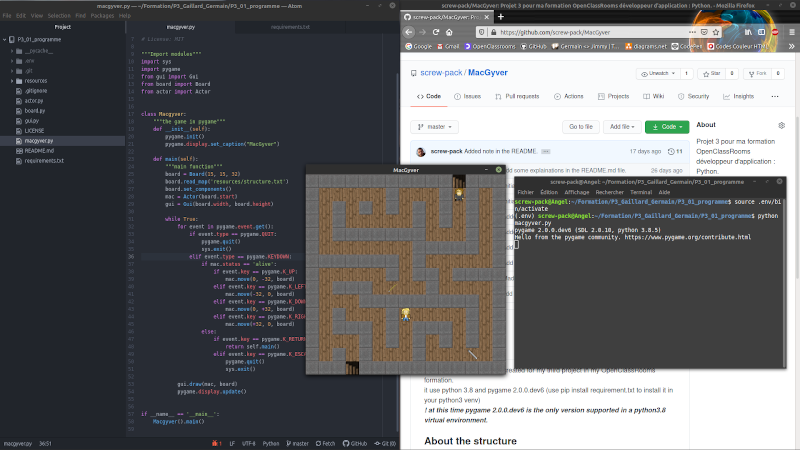 macgyver.py — ~/Formation/P3_Gaillard_Germain/P3_01_programme — Atom
File Edit View Selection Find Packages Help
Project
P3_01_programme
__pycache__
.env
.git
resources
.gitignore
actor.py
board.py
gui.py
LICENSE
macgyver.py
README.md
requirements.txt
macgyver.py
requirements.txt
# License: MIT
"""Import modules"""
import sys
import pygame
from gui import Gui
from board import Board
from actor import Actor
class Macgyver:
"""the game in pygame"""
def __init__(self):
pygame.init()
pygame.display.set_caption("MacGyver")
def main(self):
"""main function"""
board = Board(15, 15, 32)
board.read_map('resources/structure.txt')
board.set_components()
mac = Actor(board.start)
gui = Gui(board.width, board.height)
while True:
for event in pygame.event.get():
if event.type == pygame.QUIT:
pygame.quit()
sys.exit()
elif event.type == pygame.KEYDOWN:
if mac.status == 'alive':
if event.key == pygame.K_UP:
mac.move(0, -32, board)
elif event.key == pygame.K_LEFT
mac.move(-32, 0, board)
elif event.key == pygame.K_DOW
mac.move(0, +32, board)
elif event.key == pygame.K_RIG
mac.move(+32, 0, board)
else:
if event.key == pygame.K_RETUR
return self.main()
elif event.key == pygame.K_ESC
pygame.quit()
sys.exit()
gui.draw(mac, board)
pygame.display.update()
if __name__ == "__main__":
Macgyver().main()
macgyver.py 36:51
LF UTF-8 Python master Fetch GitHub Git (0)
screw-pack/MacGyver: Projet 3 pour ma formation OpenClassRooms développeur d'application : Python. - Mozilla Firefox
screw-pack/MacGyver: Proj
https://github.com/screw-pack/MacGyver
Google Gmail OpenClassrooms GitHub Germain <> Jimmy | T... diagrams.net CodePen Codes Couleur HTML
screw-pack/MacGyver
Unwatch 1 Star 0 Fork 0
Code Issues Pull requests Actions Projects Wiki Security Insights
master
Go to file Add file Code
About
screw-pack Added note in the README. 17 days ago 11
Projet 3 pour ma formation
OpenClassRooms
développeur d'application :
Python.
some explanations in the README.md file.
MacGyver
screw-pack@Angel: ~/Formation/P3_Gaillard_Germain/P3_01_programme
Fichier Édition Affichage Rechercher Terminal Aide
screw-pack@Angel:~/Formation/P3_Gaillard_Germain/P3_01_programme$ source .env/bi
n/activate
(.env) screw-pack@Angel:~/Formation/P3_Gaillard_Germain/P3_01_programme$ python
macgyver.py
pygame 2.0.0.dev6 (SDL 2.0.10, python 3.8.5)
Hello from the pygame community. https://www.pygame.org/contribute.html
created for my third project in my OpenClassRooms
formation.
it use python 3.8 and pygame 2.0.0.dev6 (use pip install requirement.txt to install it in
your python3 venv)
! at this time pygame 2.0.0.dev6 is the only version supported in a python3.8
virtual environment.
About the structure